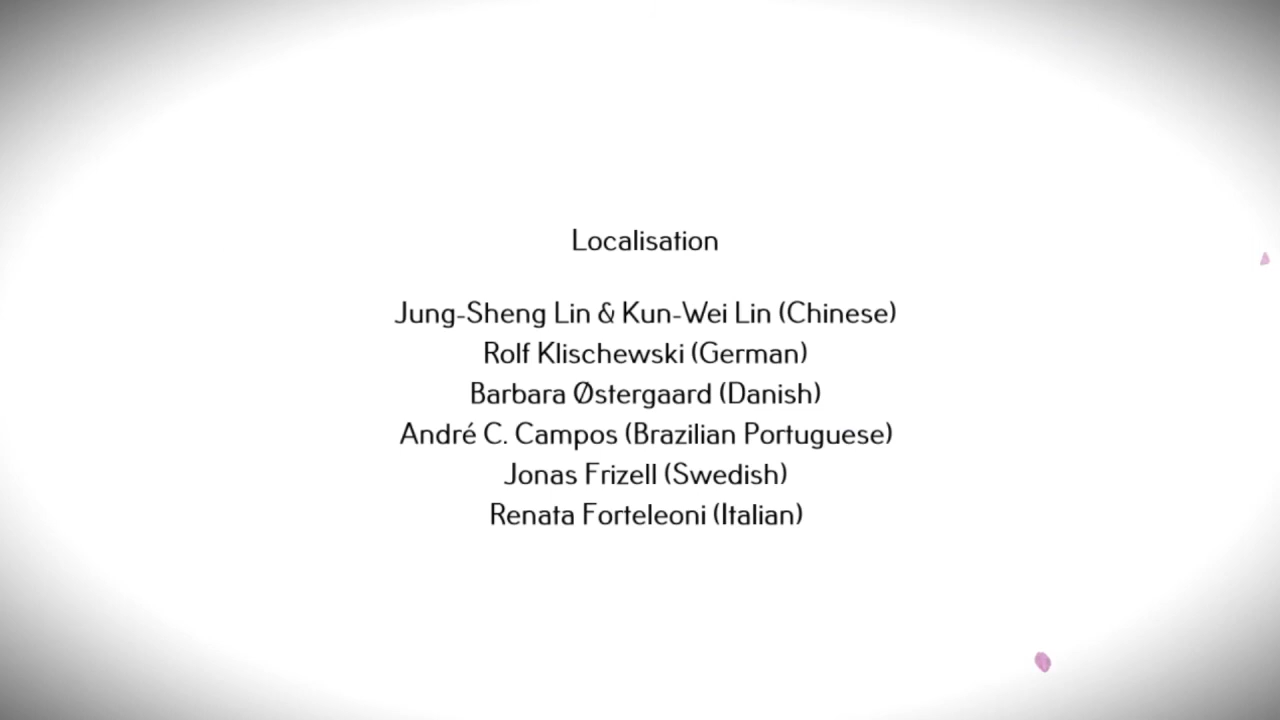 Localisation
Jung-Sheng Lin & Kun-Wei Lin (Chinese)
Rolf Klischewski (German)
Barbara Østergaard (Danish)
André C. Campos (Brazilian Portuguese)
Jonas Frizell (Swedish)
Renata Forteleoni (Italian)